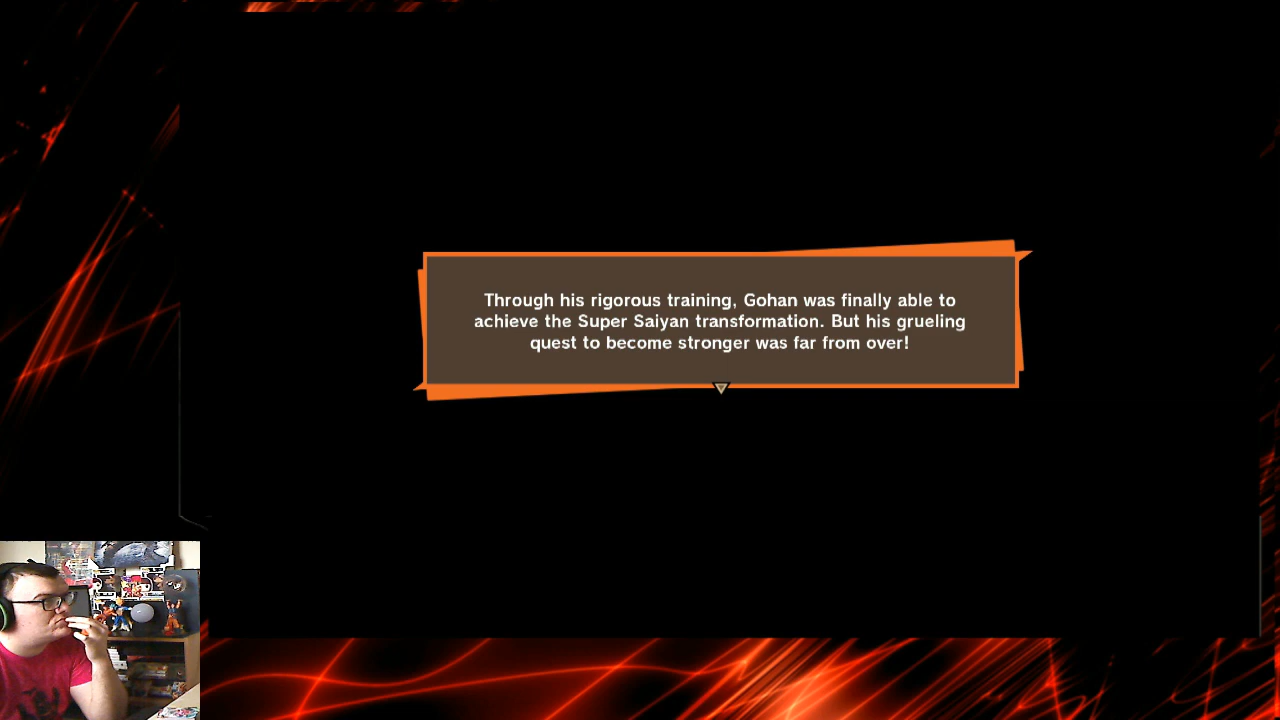 Through his rigorous training, Gohan was finally able to
achieve the Super Saiyan transformation. But his grueling
quest to become stronger was far from over!